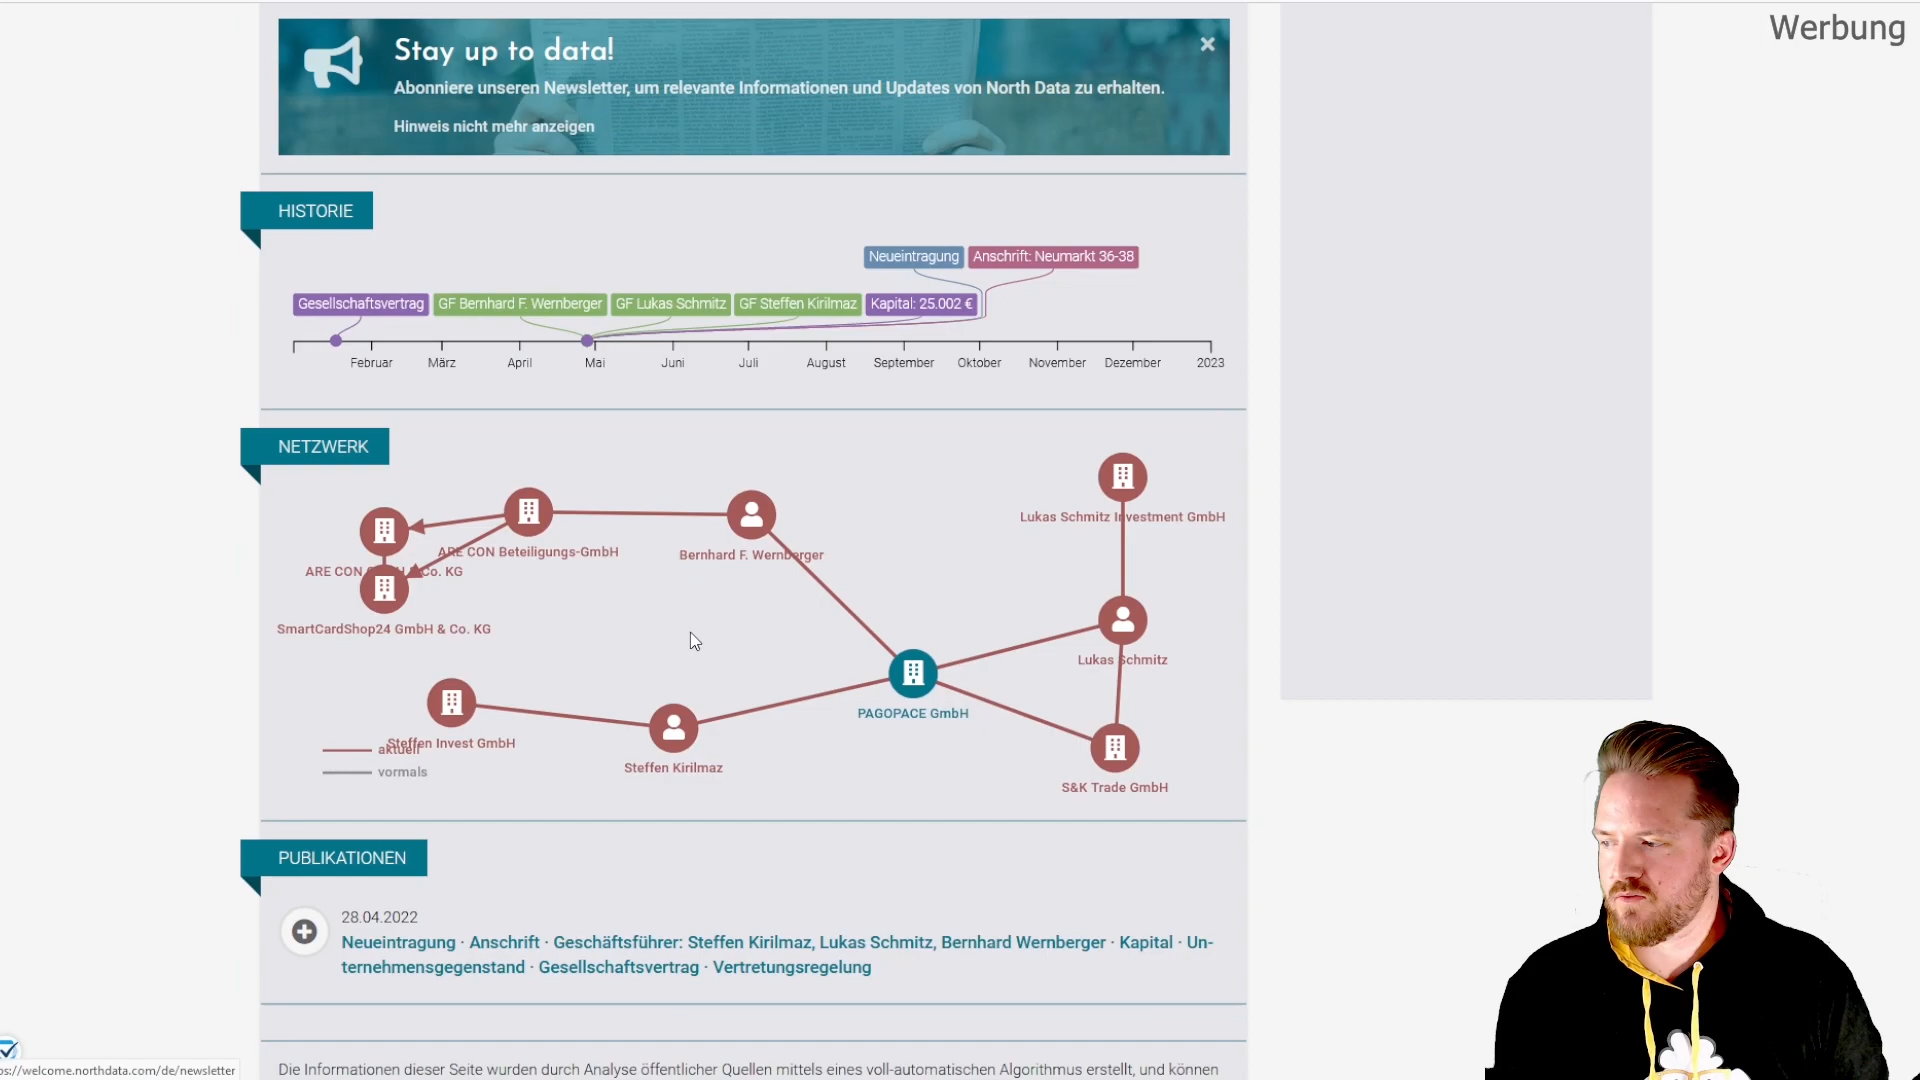 Werbung
Stay up to data!
Abonniere unseren Newsletter, um relevante Informationen und Updates von North Data zu erhalten.
Hinweis nicht mehr anzeigen
HISTORIE
Neueintragung
Anschrift: Neumarkt 36-38
Gesellschaftsvertrag
GF Bernhard F. Wernberger
GF Lukas Schmitz
GF Steffen Kirilmaz
Kapital: 25.002 €
Februar
März
April
Mai
Juni
Juli
August
September
Oktober
November
Dezember
2023
NETZWERK
Lukas Schmitz Investment GmbH
ARE CON Beteiligungs-GmbH
Bernhard F. Wernberger
ARE CON Co. KG
SmartCardShop24 GmbH & Co. KG
Lukas Schmitz
PAGOPACE GmbH
Steffen Invest GmbH
aktuell
Steffen Kirilmaz
vormals
S&K Trade GmbH
PUBLIKATIONEN
28.04.2022
Neueintragung · Anschrift · Geschäftsführer: Steffen Kirilmaz, Lukas Schmitz, Bernhard Wernberger · Kapital · Un-
ternehmensgegenstand · Gesellschaftsvertrag · Vertretungsregelung
Die Informationen dieser Seite wurden durch Analyse öffentlicher Quellen mittels eines voll-automatischen Algorithmus erstellt, und können
ps://welcome.northdata.com/de/newsletter